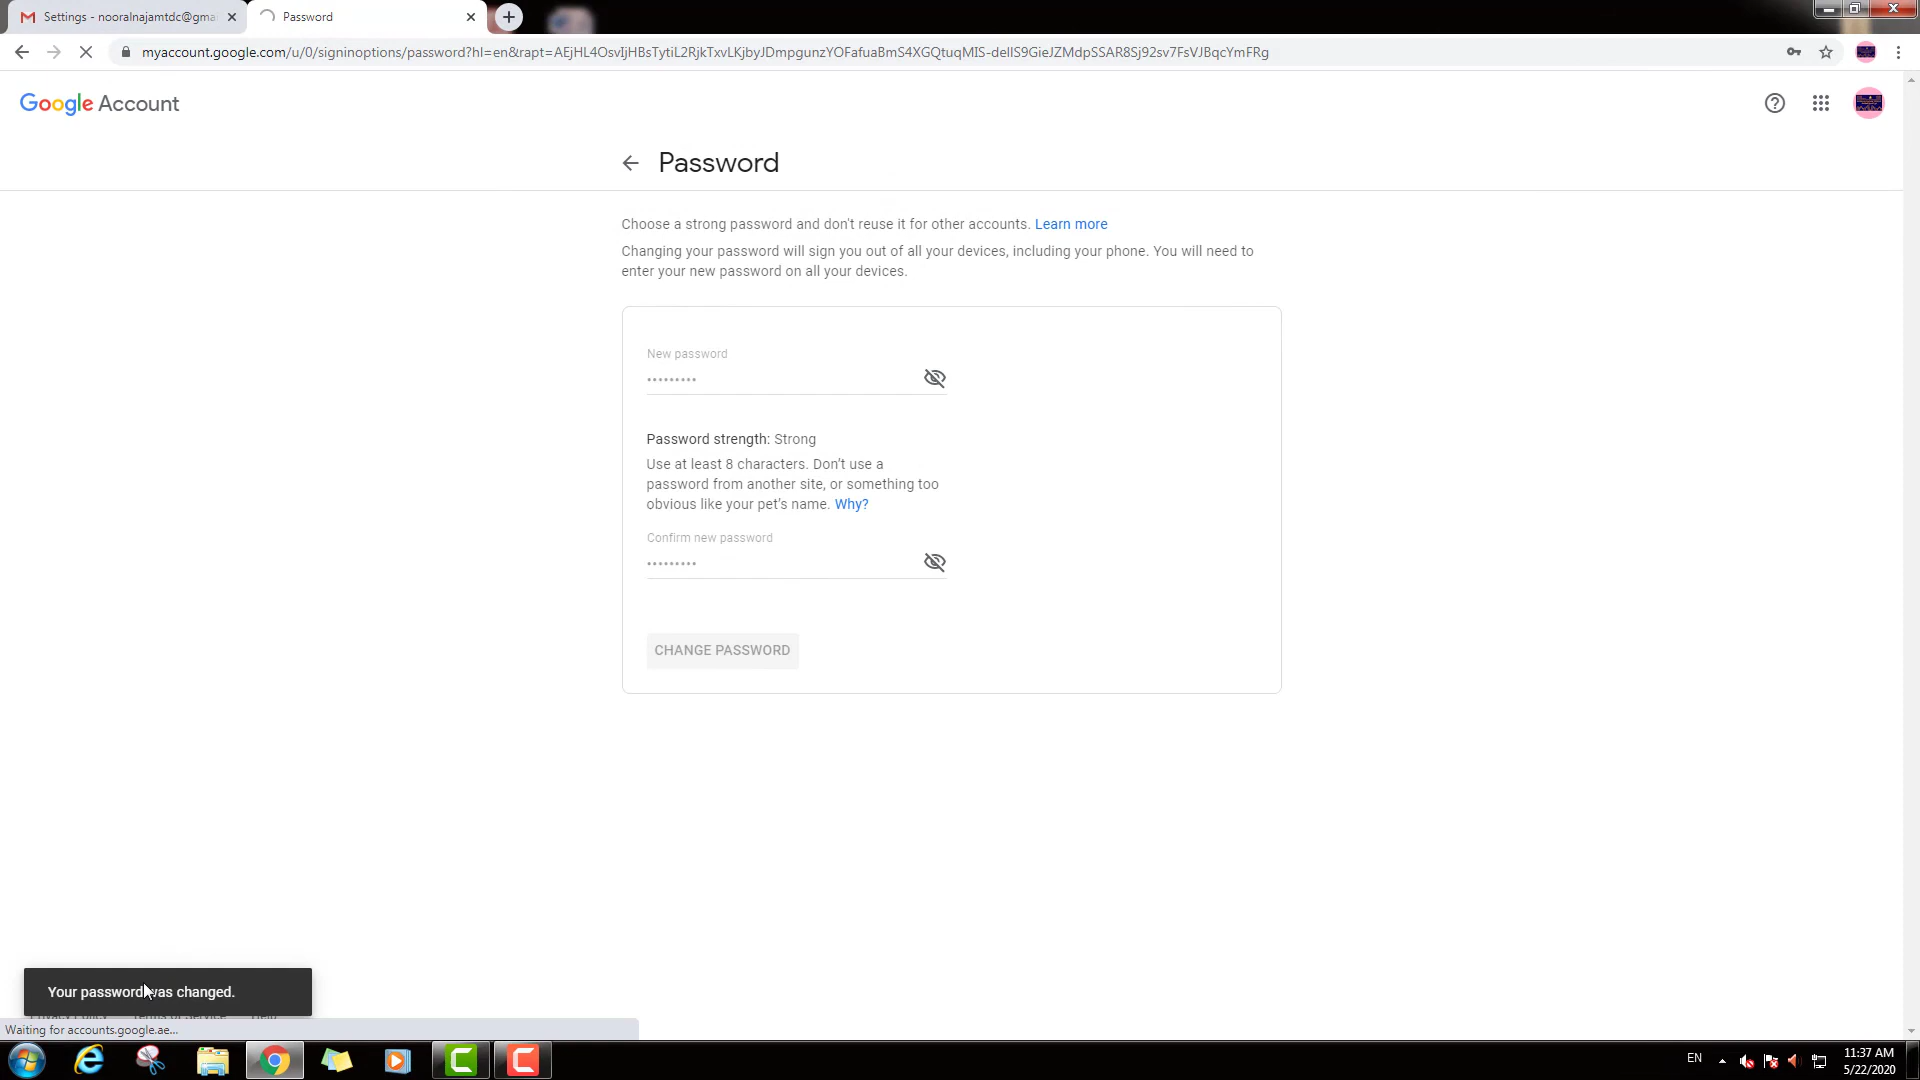 Settings - nooralnajamtdc@gma
Password
myaccount.google.com/u/0/signinoptions/password?hl=en&rapt=AEjHL4OsvIjHBsTytiL2RjkTxvLKjbyJDmpgunzYOFafuaBmS4XGQtuqMIS-dellS9GieJZMdpSSAR8Sj92sv7FsVJBqcYmFRg
Google Account
Password
Choose a strong password and don't reuse it for other accounts. Learn more
Changing your password will sign you out of all your devices, including your phone. You will need to
enter your new password on all your devices.
New password
Password strength: Strong
Use at least 8 characters. Don't use a
password from another site, or something too
obvious like your pet's name. Why?
Confirm new password
CHANGE PASSWORD
Your password was changed.
Waiting for accounts.google.ae...
EN
11:37 AM
5/22/2020